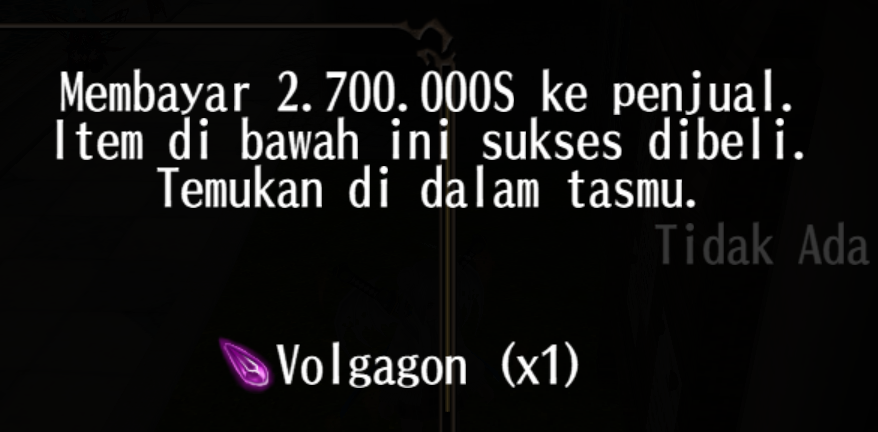 Membayar 2.700.000S ke penjual.
Item di bawah ini sukses dibeli.
Temukan di dalam tasmu.
Tidak Ada
Volgagon (x1)